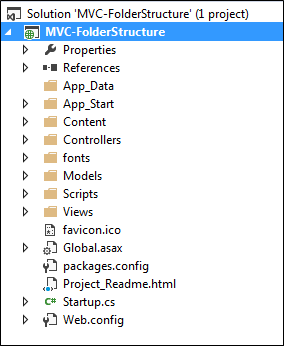 Solution 'MVC-FolderStructure' (1 project)
MVC-FolderStructure
Properties
References
App_Data
App_Start
Content
Controllers
fonts
Models
Scripts
Views
favicon.ico
Global.asax
packages.config
Project_Readme.html
C# Startup.cs
Web.config